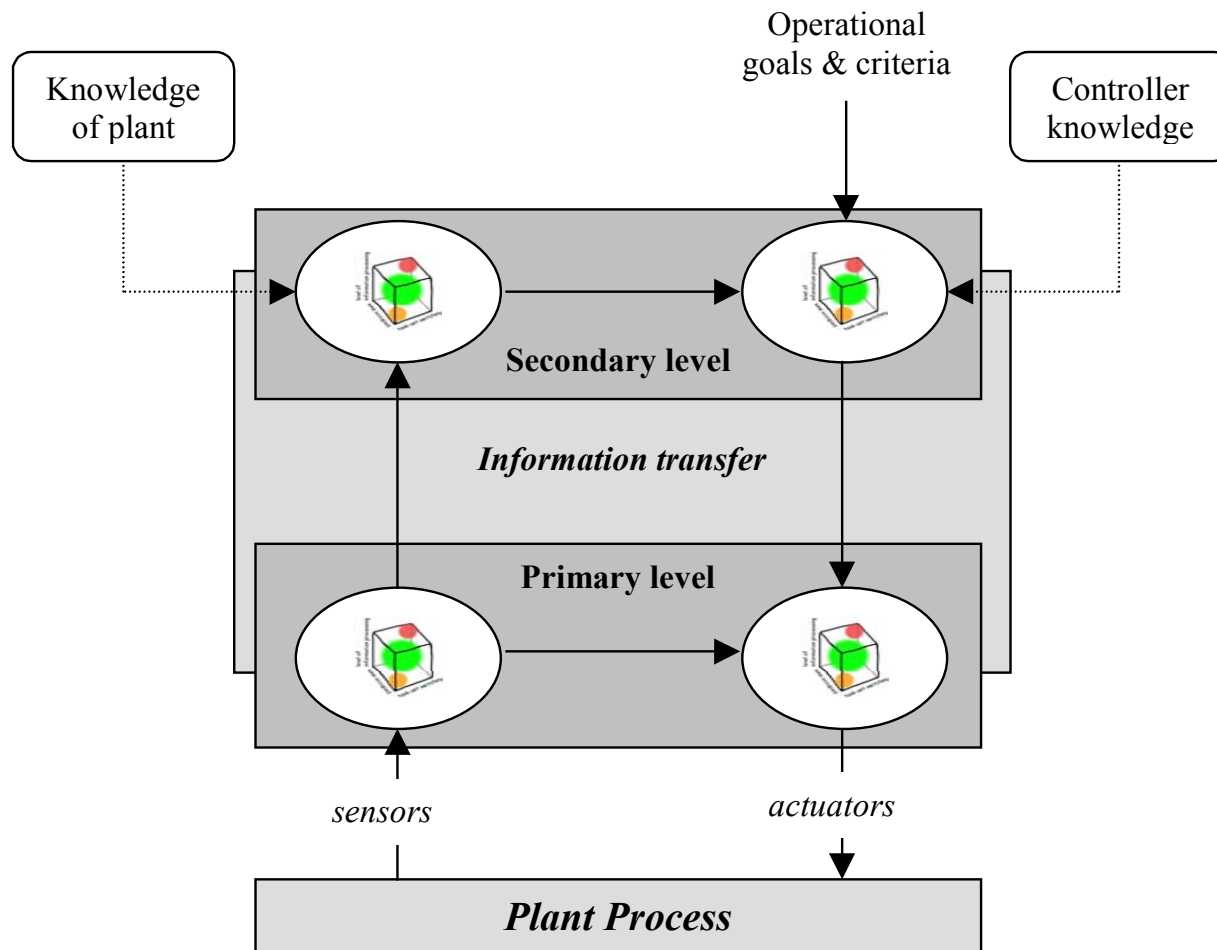 Operational
goals & criteria
Knowledge
of plant
Controller
knowledge
Secondary level
Information transfer
Primary level
sensors
actuators
Plant Process